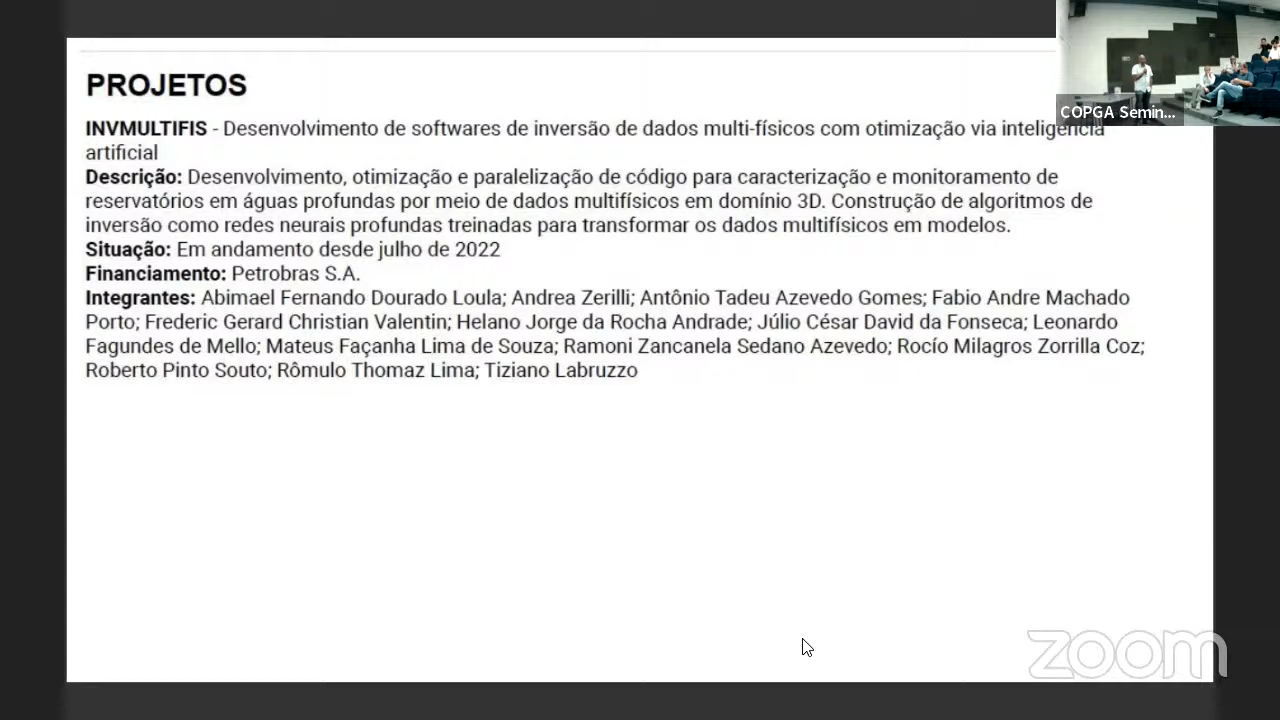 PROJETOS
INVMULTIFIS - Desenvolvimento de softwares de inversão de dados multi-físicos com otimização via inteligência
artificial
Descrição: Desenvolvimento, otimização e paralelização de código para caracterização e monitoramento de
reservatórios em águas profundas por meio de dados multifísicos em domínio 3D. Construção de algoritmos de
inversão como redes neurais profundas treinadas para transformar os dados multifísicos em modelos.
Situação: Em andamento desde julho de 2022
Financiamento: Petrobras S.A.
Integrantes: Abimael Fernando Dourado Loula; Andrea Zerilli; Antônio Tadeu Azevedo Gomes; Fabio Andre Machado
Porto; Frederic Gerard Christian Valentin; Helano Jorge da Rocha Andrade; Júlio César David da Fonseca; Leonardo
Fagundes de Mello; Mateus Façanha Lima de Souza; Ramoni Zancanela Sedano Azevedo; Rocío Milagros Zorrilla Coz;
Roberto Pinto Souto; Rômulo Thomaz Lima; Tiziano Labruzzo
COPGA Semin...
zoom